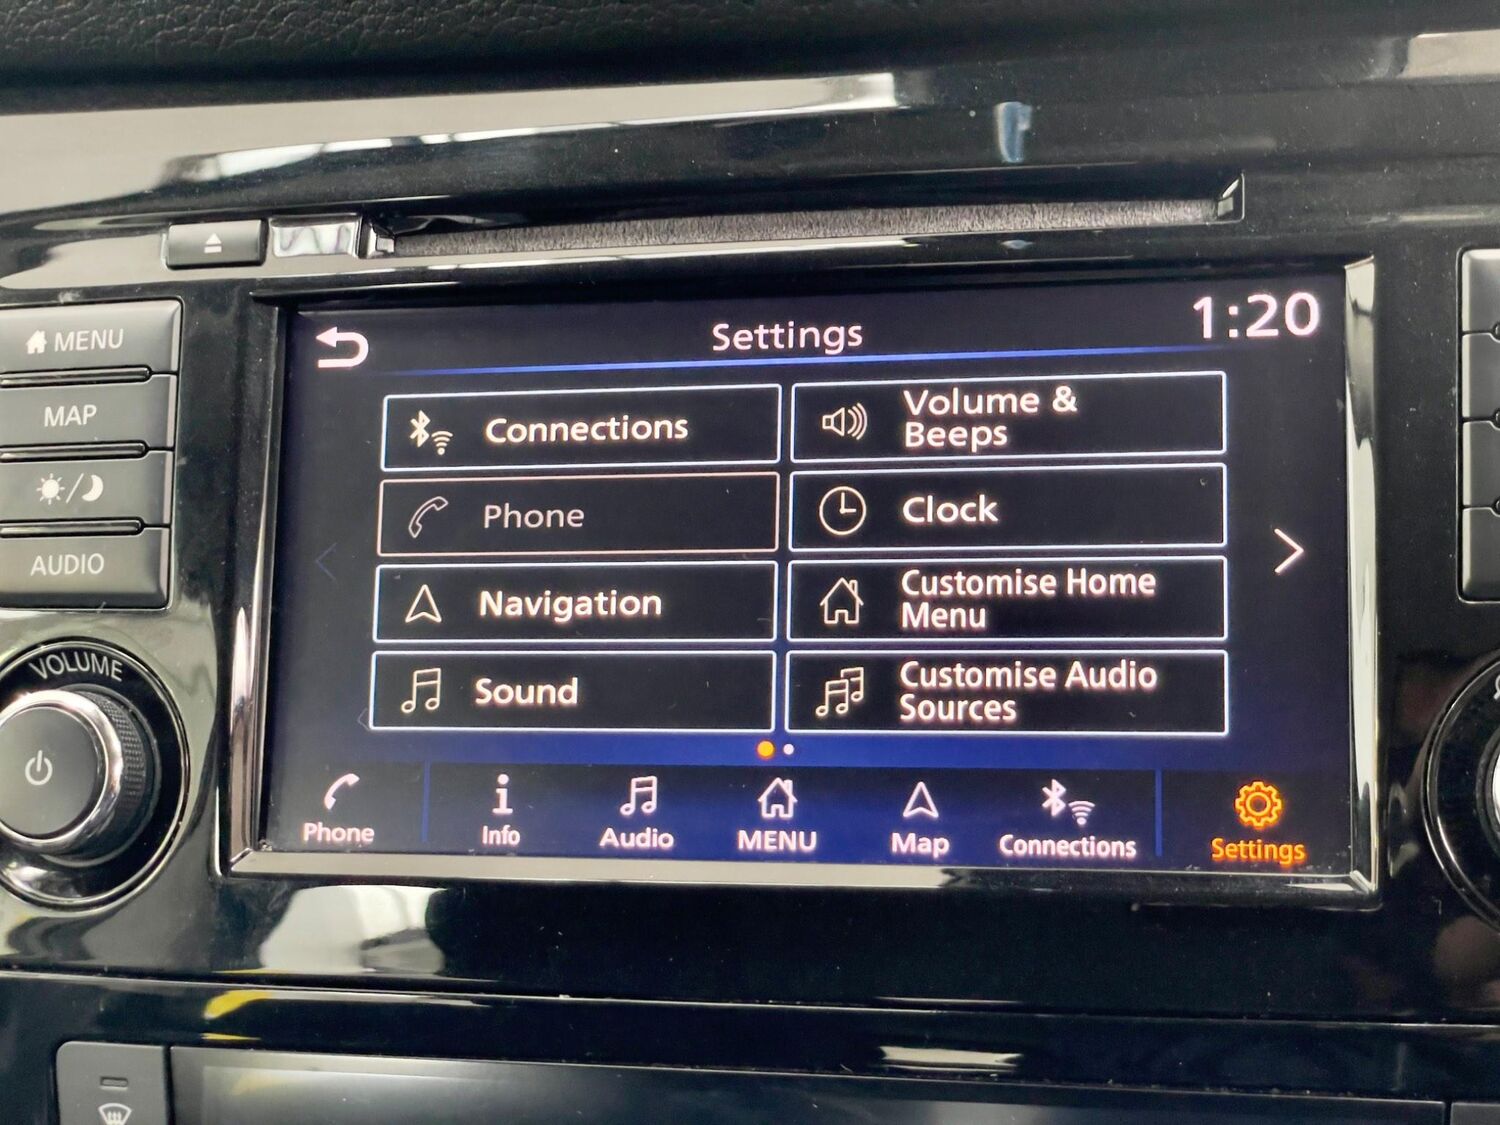 Settings
1:20
MENU
MAP
AUDIO
VOLUME
Connections
Volume &
Beeps
Phone
Clock
Navigation
Customise Home
Menu
Sound
Customise Audio
Sources
Phone
Info
Audio
MENU
Map
Connections
Settings